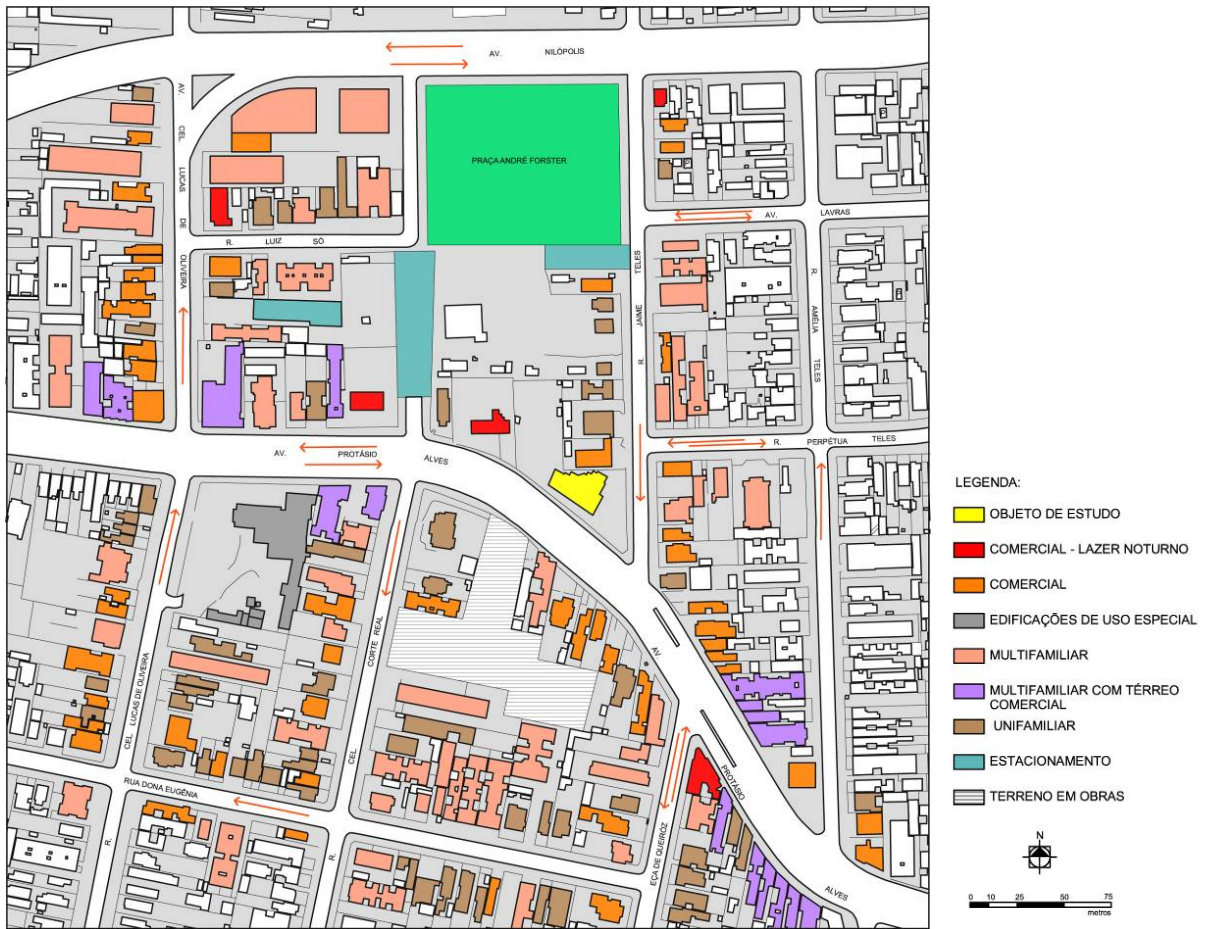 AV. NILÓPOLIS
AV. CEL. LUCAS DE OLIVEIRA
PRAÇA ANDRÉ FORSTER
AV. LAVRAS
R. LUIZ SÓ
R. JAIME TELES
R. AMÉLIA TELES
R. PERPÉTUA TELES
AV. PROTÁSIO ALVES
R. CEL LUCAS DE OLIVEIRA
R. CEL CORTE REAL
AV. PROTÁSIO ALVES
RUA DONA EUGÊNIA
EÇA DE QUEIRÓZ
LEGENDA:
OBJETO DE ESTUDO
COMERCIAL - LAZER NOTURNO
COMERCIAL
EDIFICAÇÕES DE USO ESPECIAL
MULTIFAMILIAR
MULTIFAMILIAR COM TÉRREO
COMERCIAL
UNIFAMILIAR
ESTACIONAMENTO
TERRENO EM OBRAS
N
0 10 25 50 75
metros